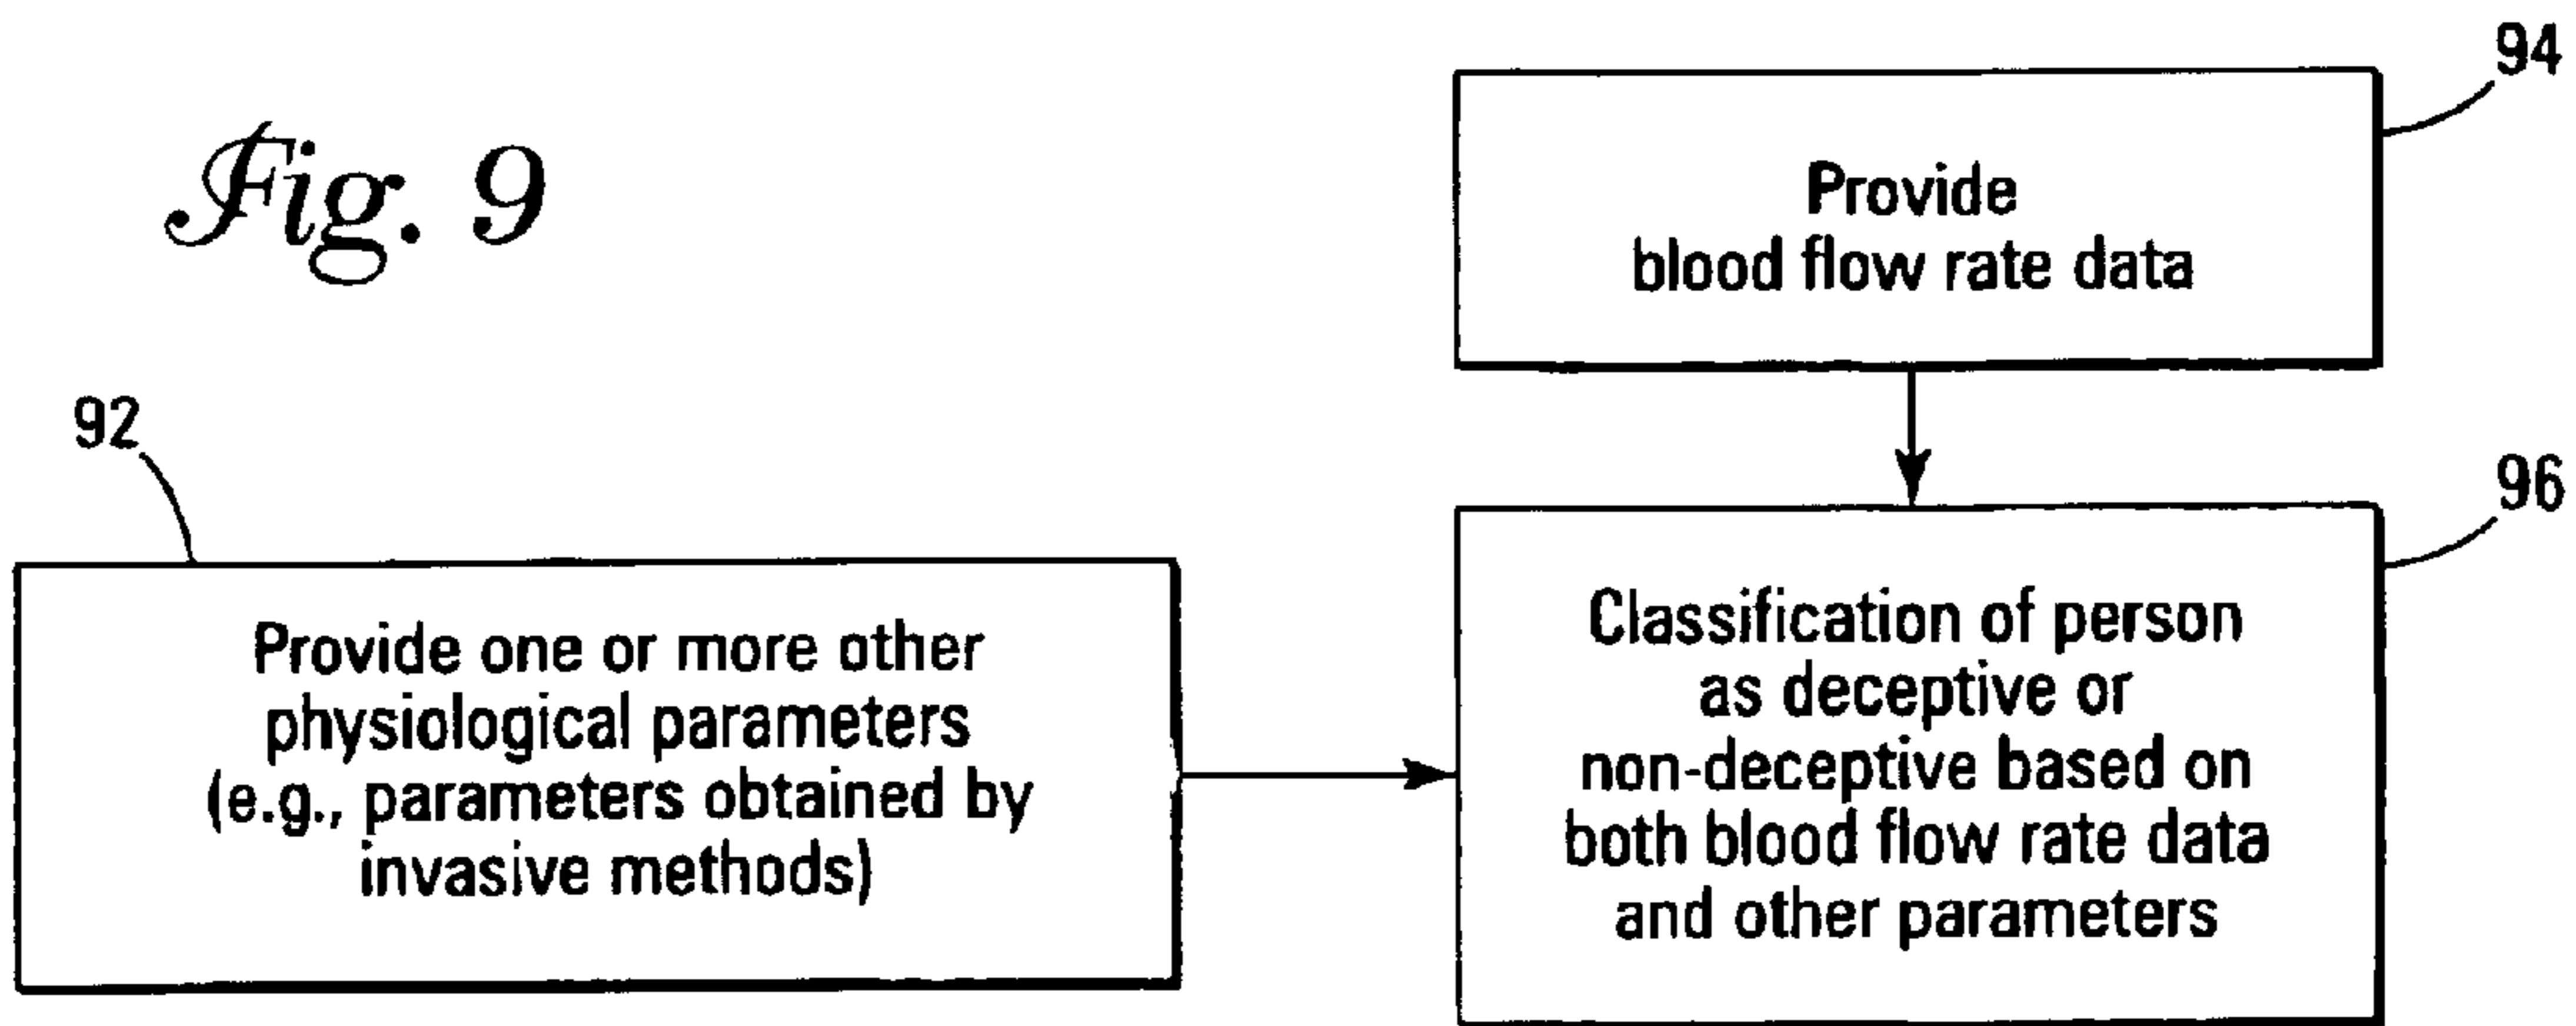 Fig. 9
94
Provide
blood flow rate data
92
Provide one or more other
physiological parameters
(e.g., parameters obtained by
invasive methods)
96
Classification of person
as deceptive or
non-deceptive based on
both blood flow rate data
and other parameters